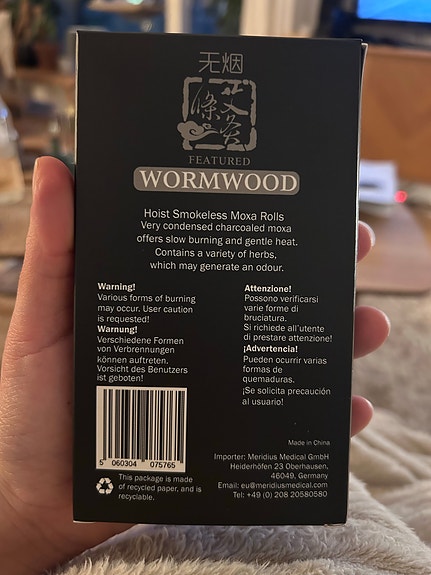 无烟
條
艾灸
FEATURED
WORMWOOD
Hoist Smokeless Moxa Rolls
Very condensed charcoaled moxa
offers slow burning and gentle heat.
Contains a variety of herbs,
which may generate an odour.
Warning!
Various forms of burning
may occur. User caution
is requested!
Warnung!
Verschiedene Formen
von Verbrennungen
können auftreten.
Vorsicht des Benutzers
ist geboten!
Attenzione!
Possono verificarsi
varie forme di
bruciatura.
Si richiede all'utente
di prestare attenzione!
¡Advertencia!
Pueden ocurrir varias
formas de
quemaduras.
¡Se solicita precaución
al usuario!
5 060304 075765
This package is made
of recycled paper, and is
recyclable.
Made in China
Importer: Meridius Medical GmbH
Heiderhöfen 23 Oberhausen,
46049, Germany
Email: eu@meridiusmedical.com
Tel: +49 (0) 208 20580580